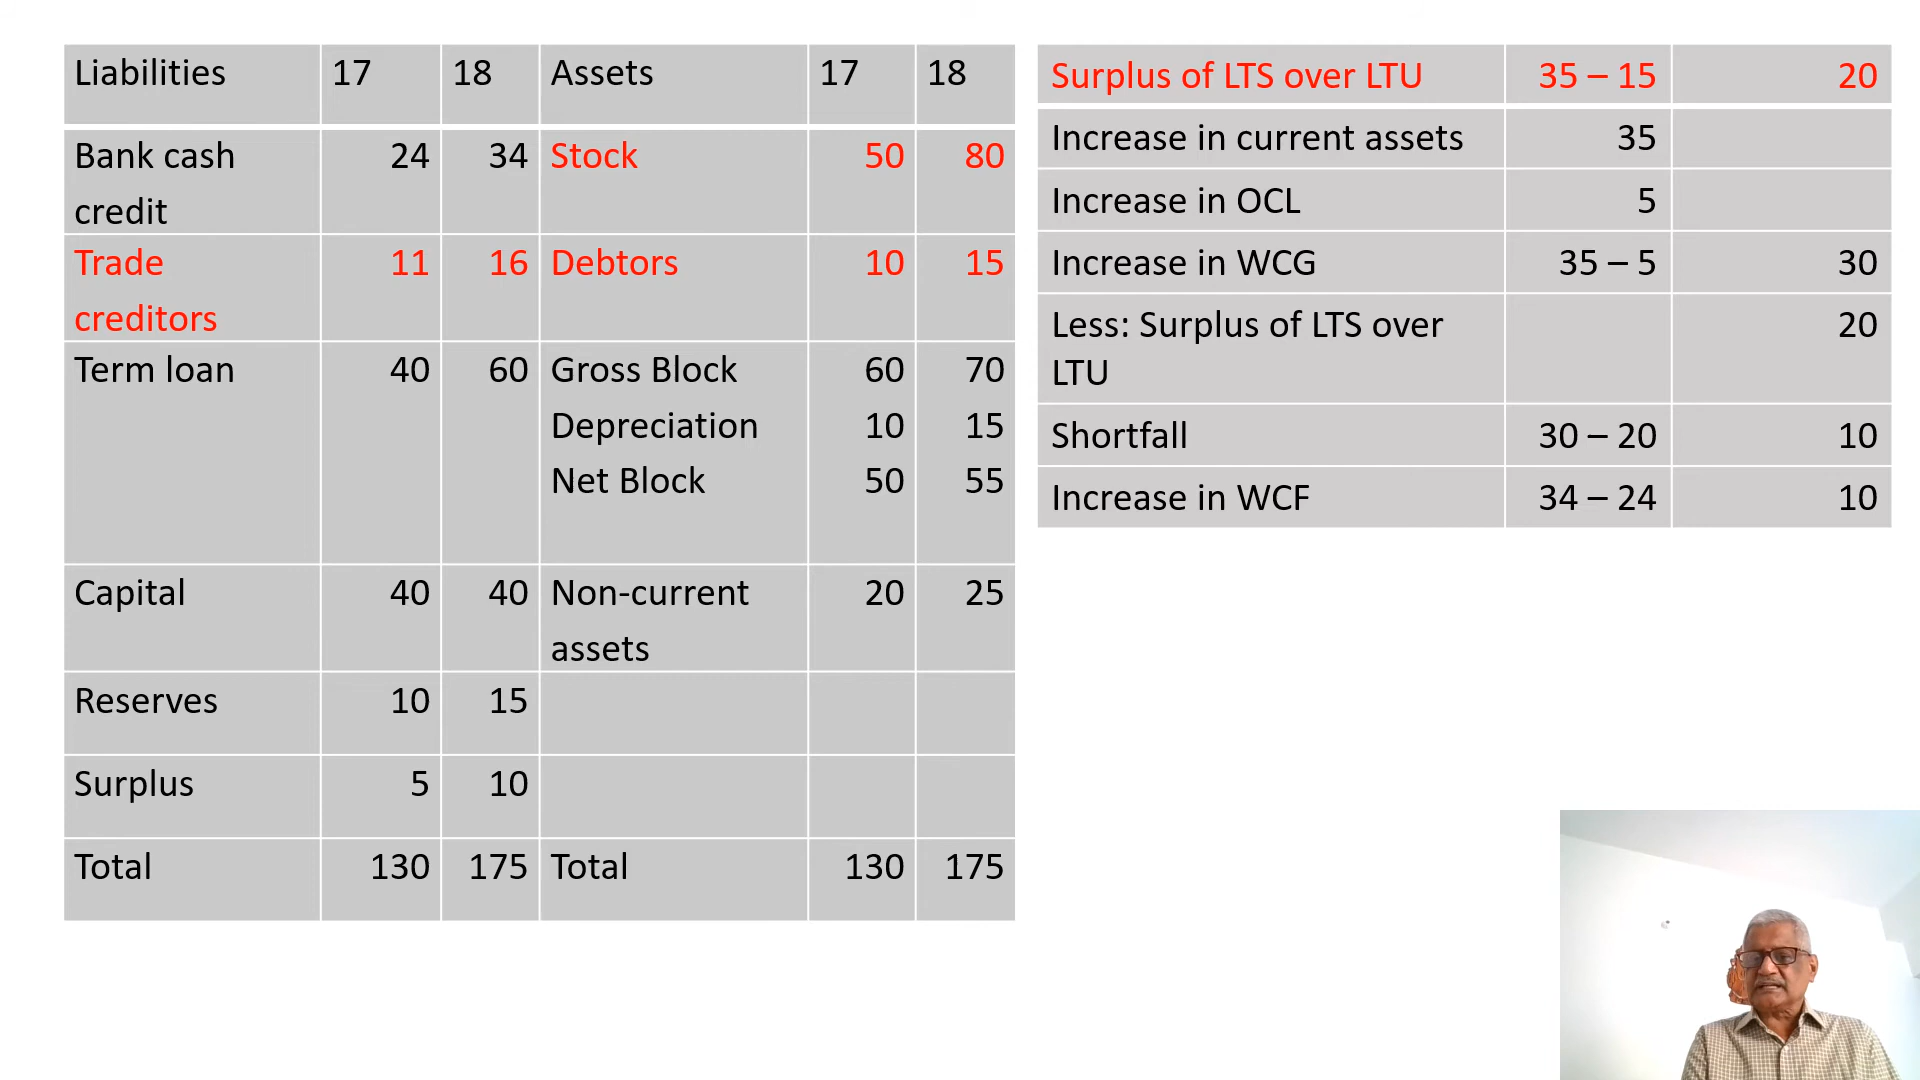 Liabilities 17 18 Assets 17 18
Bank cash credit 24 34 Stock 50 80
Trade creditors 11 16 Debtors 10 15
Term loan 40 60 Gross Block 60 70
Depreciation 10 15
Net Block 50 55
Capital 40 40 Non-current assets 20 25
Reserves 10 15
Surplus 5 10
Total 130 175 Total 130 175
Surplus of LTS over LTU 35 – 15 20
Increase in current assets 35
Increase in OCL 5
Increase in WCG 35 – 5 30
Less: Surplus of LTS over LTU 20
Shortfall 30 – 20 10
Increase in WCF 34 – 24 10